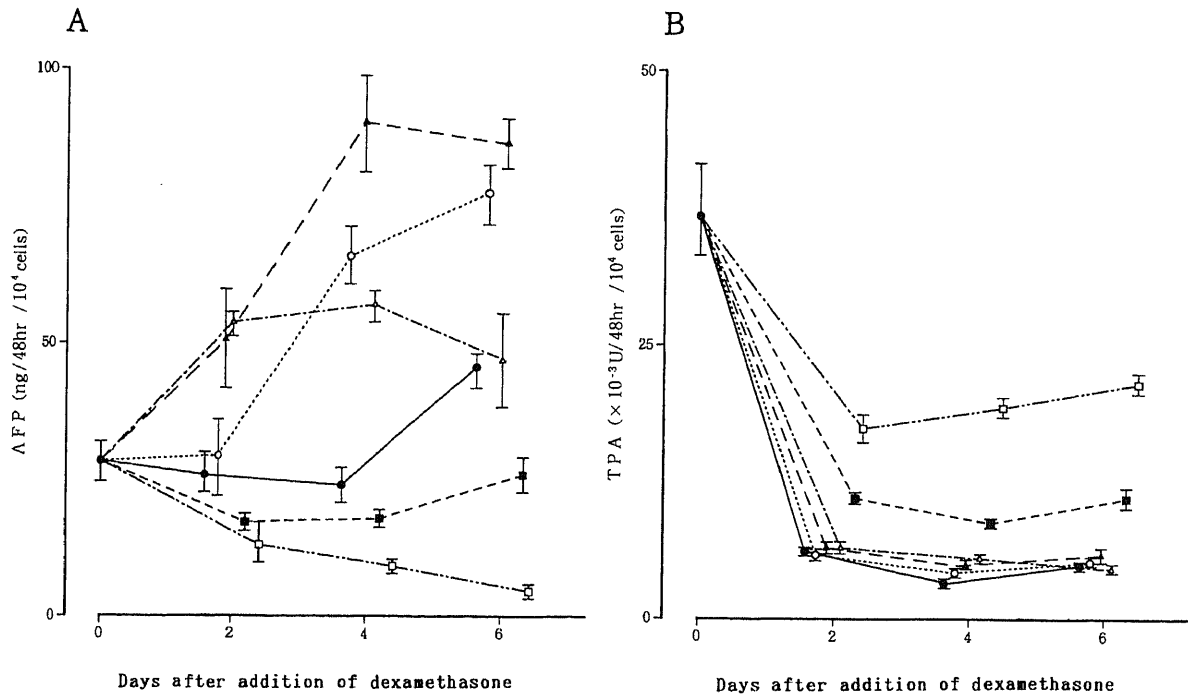 A
100
50
0
AFP (ng/48hr /10⁴ cells)
0 2 4 6
Days after addition of dexamethasone
B
50
25
0
TPA (×10⁻³U/48hr /10⁴ cells)
0 2 4 6
Days after addition of dexamethasone